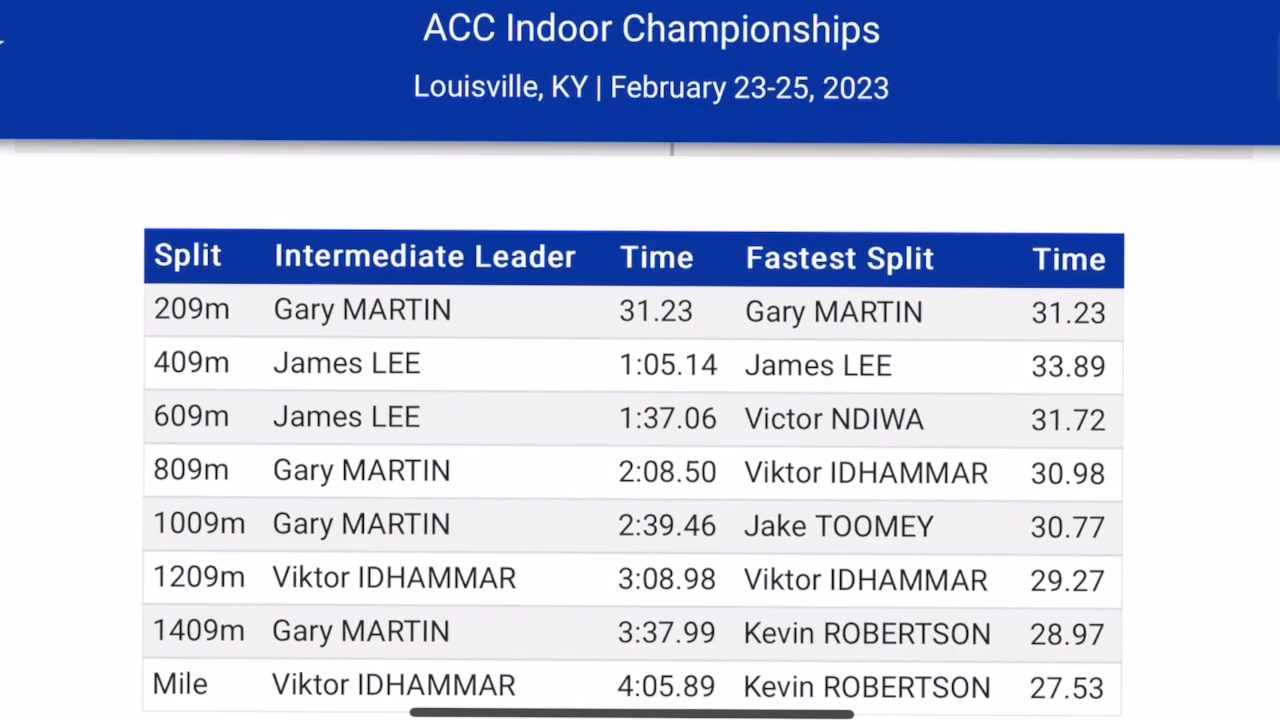 ACC Indoor Championships
Louisville, KY | February 23-25, 2023
Split Intermediate Leader Time Fastest Split Time
209m Gary MARTIN 31.23 Gary MARTIN 31.23
409m James LEE 1:05.14 James LEE 33.89
609m James LEE 1:37.06 Victor NDIWA 31.72
809m Gary MARTIN 2:08.50 Viktor IDHAMMAR 30.98
1009m Gary MARTIN 2:39.46 Jake TOOMEY 30.77
1209m Viktor IDHAMMAR 3:08.98 Viktor IDHAMMAR 29.27
1409m Gary MARTIN 3:37.99 Kevin ROBERTSON 28.97
Mile Viktor IDHAMMAR 4:05.89 Kevin ROBERTSON 27.53